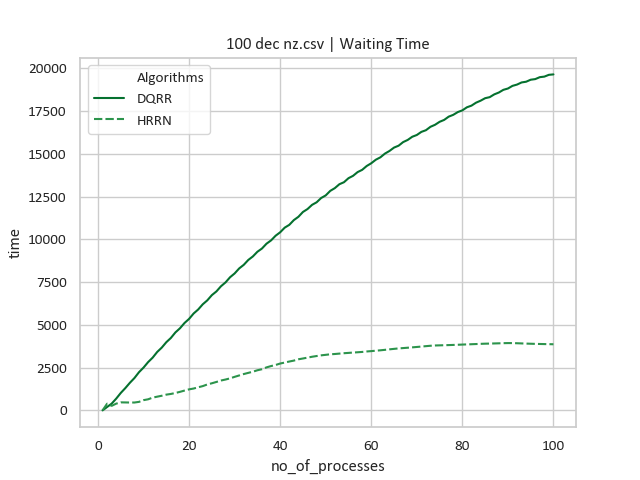 100 dec nz.csv | Waiting Time
Algorithms
DQRR
HRRN
time
20000
17500
15000
12500
10000
7500
5000
2500
0
0 20 40 60 80 100
no_of_processes